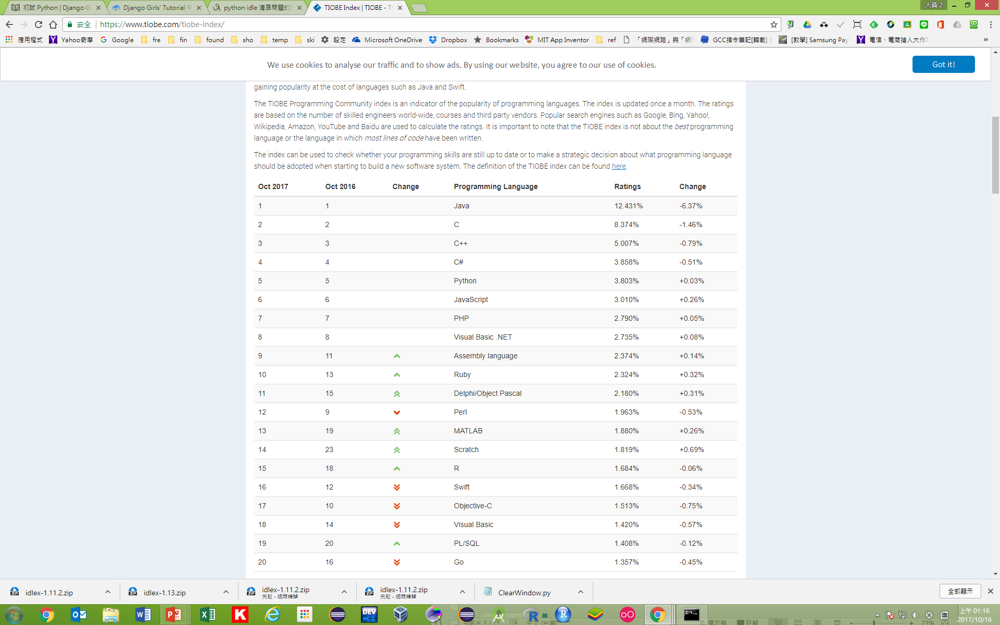 初試 Python | Django Gi
Django Girls' Tutorial 中
python idle 清屏問題的
TIOBE Index | TIOBE - Th
人員 2
安全 https://www.tiobe.com/tiobe-index/
應用程式 Yahoo奇摩 Google fre fin found sho temp ski 設定 Microsoft OneDrive Dropbox Bookmarks MIT App Inventor ref 「網際網路」與「網 GCC指令筆記[轉載] [教學] Samsung Pay 電信、電商搶人大作
We use cookies to analyse our traffic and to show ads. By using our website, you agree to our use of cookies.
Got it!
gaining popularity at the cost of languages such as Java and Swift.
The TIOBE Programming Community index is an indicator of the popularity of programming languages. The index is updated once a month. The ratings
are based on the number of skilled engineers world-wide, courses and third party vendors. Popular search engines such as Google, Bing, Yahoo!,
Wikipedia, Amazon, YouTube and Baidu are used to calculate the ratings. It is important to note that the TIOBE index is not about the best programming
language or the language in which most lines of code have been written.
The index can be used to check whether your programming skills are still up to date or to make a strategic decision about what programming language
should be adopted when starting to build a new software system. The definition of the TIOBE index can be found here.
Oct 2017 Oct 2016 Change Programming Language Ratings Change
1 1 Java 12.431% -6.37%
2 2 C 8.374% -1.46%
3 3 C++ 5.007% -0.79%
4 4 C# 3.858% -0.51%
5 5 Python 3.803% +0.03%
6 6 JavaScript 3.010% +0.26%
7 7 PHP 2.790% +0.05%
8 8 Visual Basic .NET 2.735% +0.08%
9 11 Assembly language 2.374% +0.14%
10 13 Ruby 2.324% +0.32%
11 15 Delphi/Object Pascal 2.180% +0.31%
12 9 Perl 1.963% -0.53%
13 19 MATLAB 1.880% +0.26%
14 23 Scratch 1.819% +0.69%
15 18 R 1.684% -0.06%
16 12 Swift 1.668% -0.34%
17 10 Objective-C 1.513% -0.75%
18 14 Visual Basic 1.420% -0.57%
19 20 PL/SQL 1.408% -0.12%
20 16 Go 1.357% -0.45%
idlex-1.11.2.zip
idlex-1.13.zip
idlex-1.11.2.zip
失敗 - 網路錯誤
idlex-1.11.2.zip
失敗 - 網路錯誤
ClearWindow.py
全部顯示
上午 01:16
2017/10/16